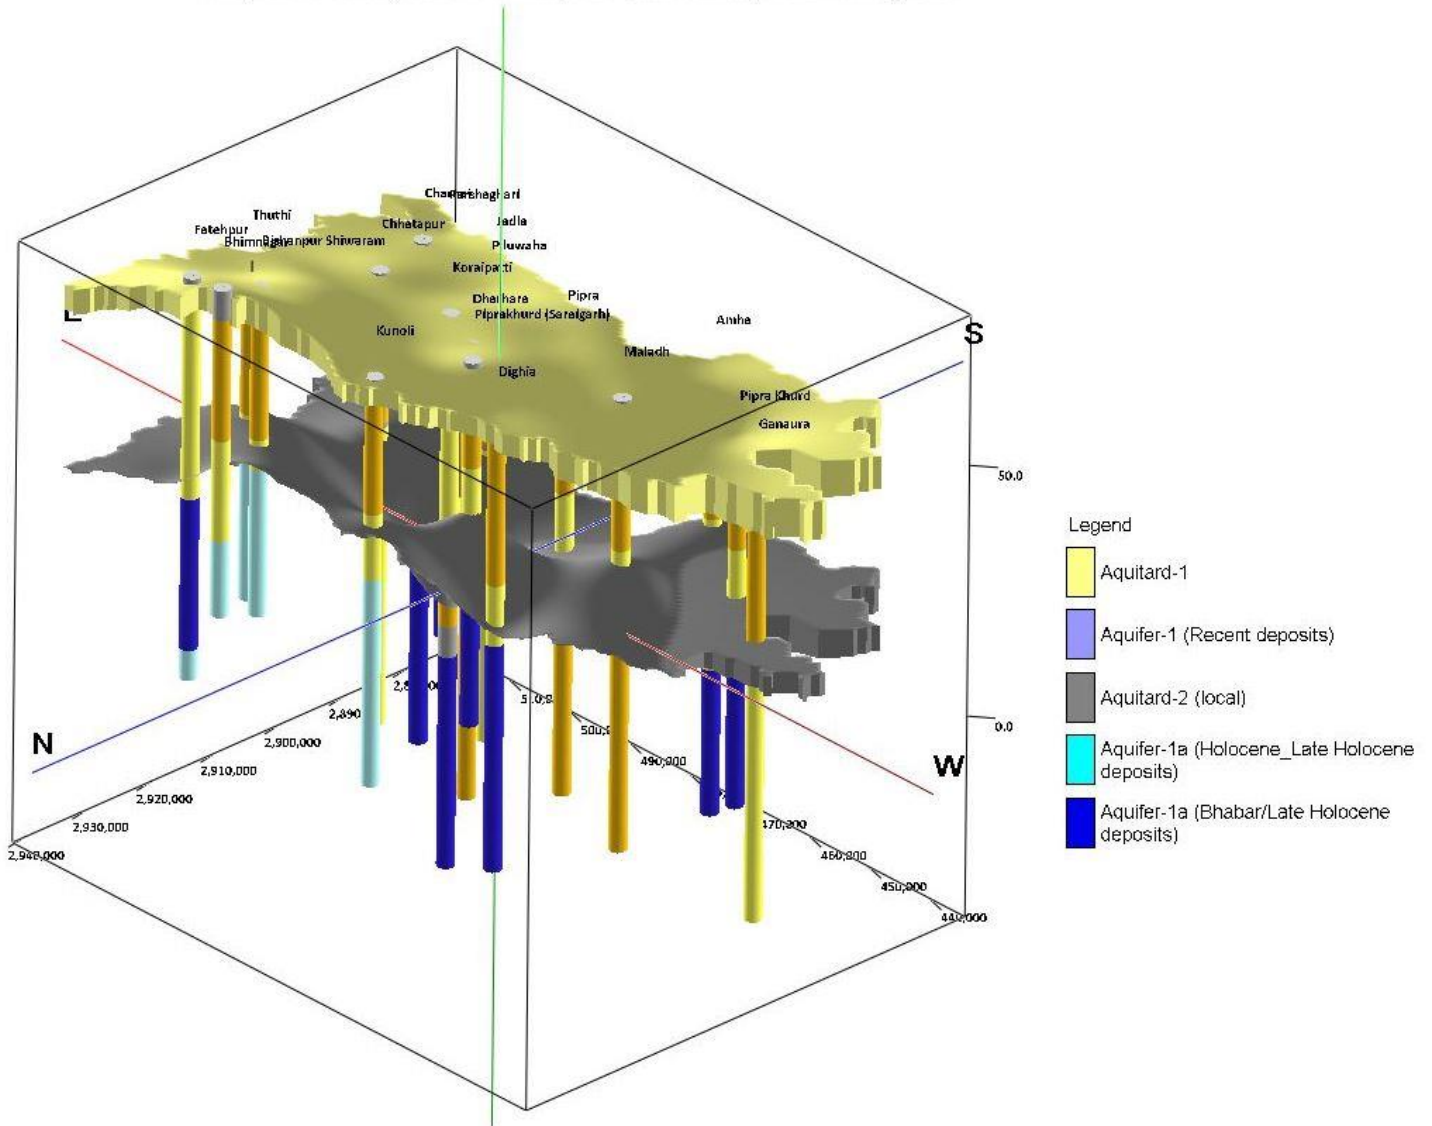 Thuthi
Fatehpur
Chhatapur
Jadla
Koraipatti
Pipra
Dharhara
Piprakhurd (Saraigarh)
Amha
Kunoli
Maladh
Dighia
Pipra Khurd
Ganaura
S
50.0
0.0
N
W
2,890
2,900,000
2,910,000
2,920,000
2,930,000
2,940,000
490,000
460,000
450,000
440,000
Legend
Aquitard-1
Aquifer-1 (Recent deposits)
Aquitard-2 (local)
Aquifer-1a (Holocene_Late Holocene
deposits)
Aquifer-1a (Bhabar/Late Holocene
deposits)